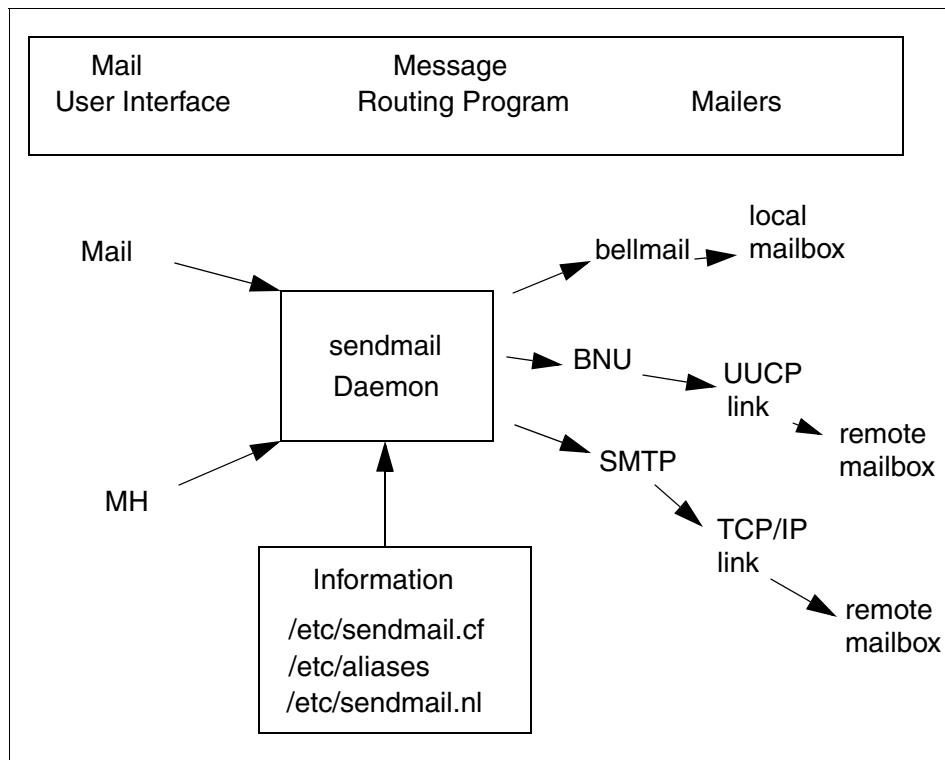 Mail
User Interface
Message
Routing Program
Mailers
Mail
MH
sendmail
Daemon
Information
/etc/sendmail.cf
/etc/aliases
/etc/sendmail.nl
bellmail
local
mailbox
BNU
UUCP
link
remote
mailbox
SMTP
TCP/IP
link
remote
mailbox